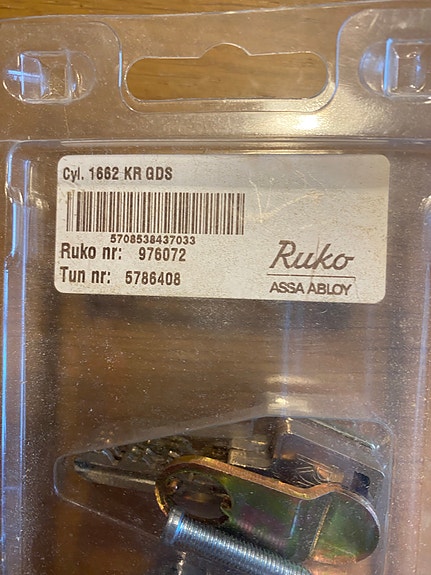 Cyl. 1662 KR GDS
5708538437033
Ruko nr: 976072
Tun nr: 5786408
Ruko
ASSA ABLOY